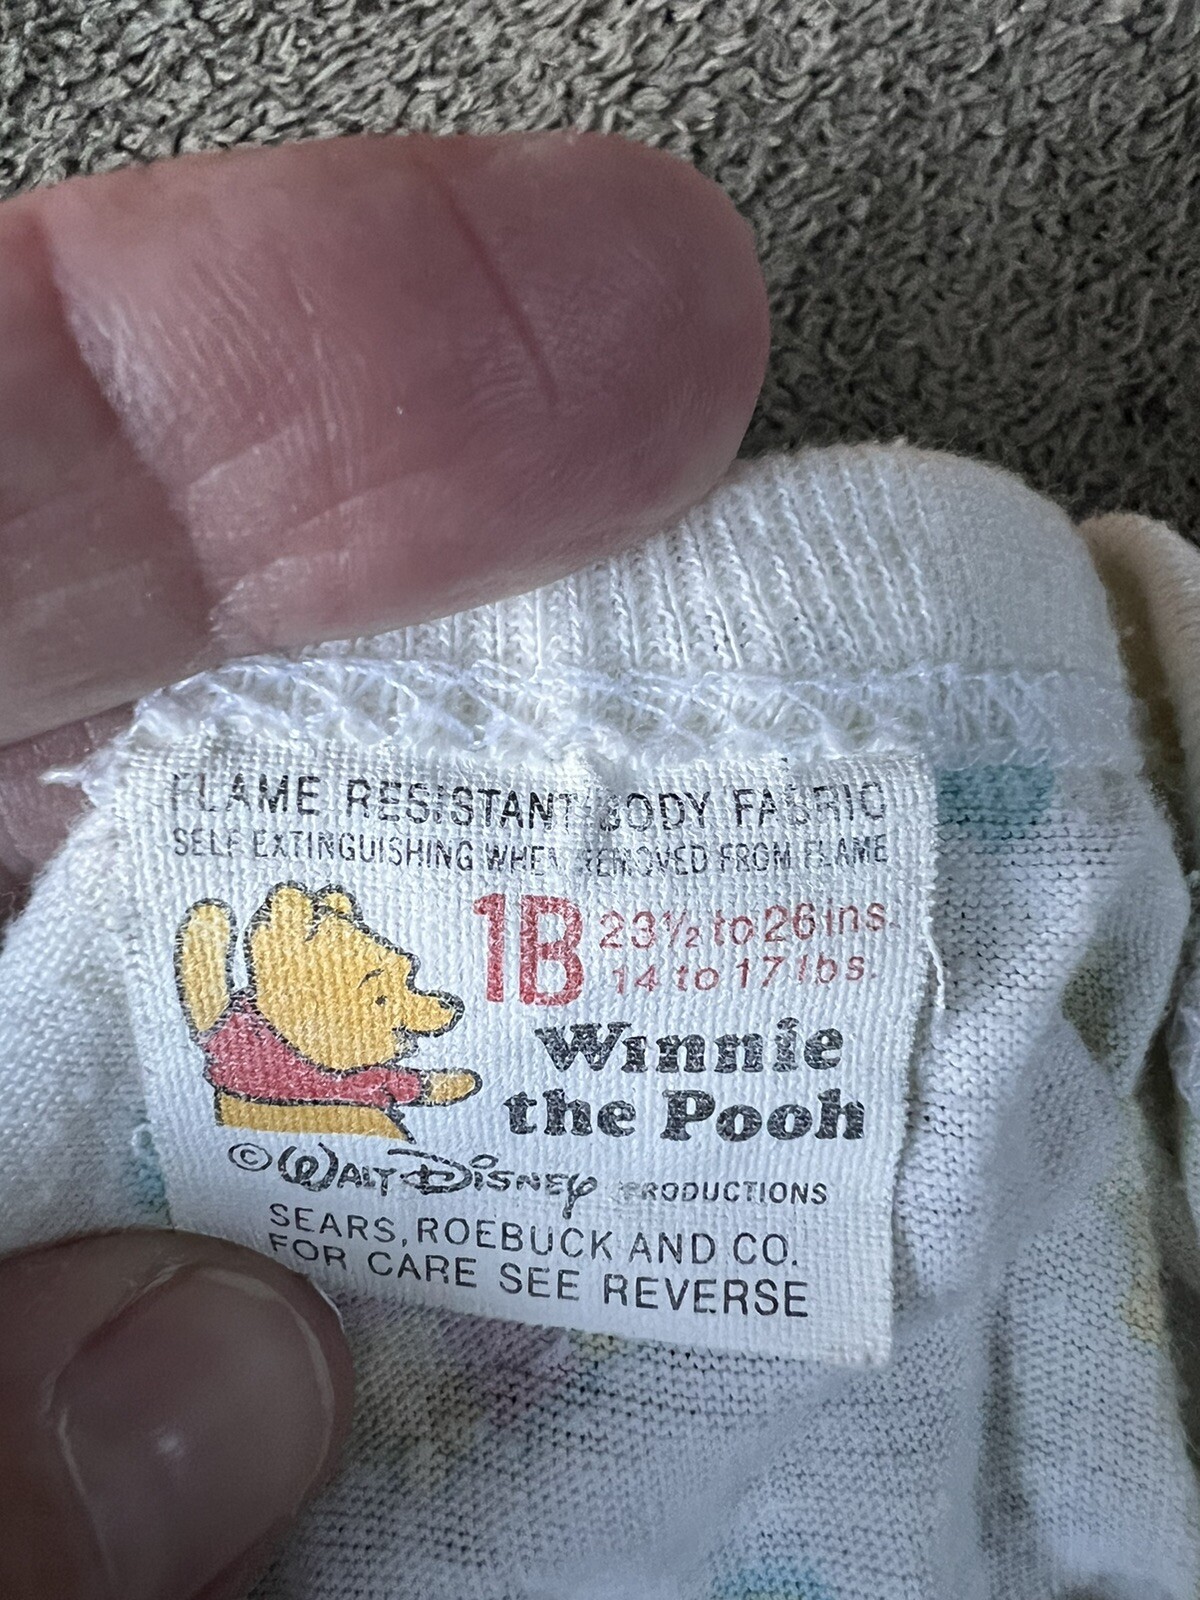 FLAME RESISTANT BODY FABRIC
SELF EXTINGUISHING WHEN REMOVED FROM FLAME
1B 23½ to 26 ins.
14 to 17 lbs.
Winnie
the Pooh
© WALT DISNEY PRODUCTIONS
SEARS, ROEBUCK AND CO.
FOR CARE SEE REVERSE